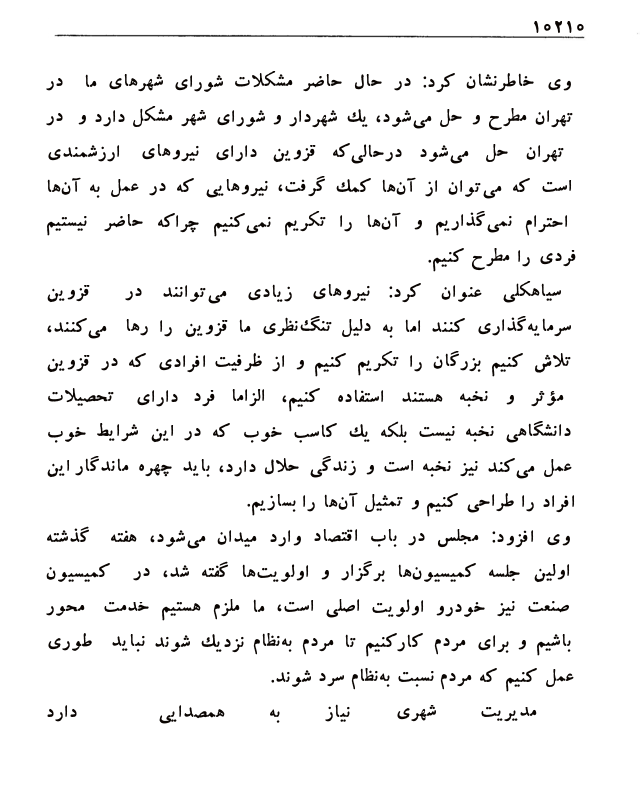 ۱۰۲۱۰
وی خاطرنشان کرد: در حال حاضر مشکلات شورای شهرهای ما در
تهران مطرح و حل می‌شود، یك شهردار و شورای شهر مشکل دارد و در
تهران حل می‌شود درحالی‌که قزوین دارای نیروهای ارزشمندی
است که می‌توان از آن‌ها کمك گرفت، نیروهایی که در عمل به آن‌ها
احترام نمی‌گذاریم و آن‌ها را تکریم نمی‌کنیم چراکه حاضر نیستیم
فردی را مطرح کنیم.
سیاهکلی عنوان کرد: نیروهای زیادی می‌توانند در قزوین
سرمایه‌گذاری کنند اما به دلیل تنگ‌نظری ما قزوین را رها می‌کنند،
تلاش کنیم بزرگان را تکریم کنیم و از ظرفیت افرادی که در قزوین
مؤثر و نخبه هستند استفاده کنیم، الزاما فرد دارای تحصیلات
دانشگاهی نخبه نیست بلکه یك کاسب خوب که در این شرایط خوب
عمل می‌کند نیز نخبه است و زندگی حلال دارد، باید چهره ماندگار این
افراد را طراحی کنیم و تمثیل آن‌ها را بسازیم.
وی افزود: مجلس در باب اقتصاد وارد میدان می‌شود، هفته گذشته
اولین جلسه کمیسیون‌ها برگزار و اولویت‌ها گفته شد، در کمیسیون
صنعت نیز خودرو اولویت اصلی است، ما ملزم هستیم خدمت محور
باشیم و برای مردم کارکنیم تا مردم به‌نظام نزدیك شوند نباید طوری
عمل کنیم که مردم نسبت به‌نظام سرد شوند.
مدیریت شهری نیاز به همصدایی دارد